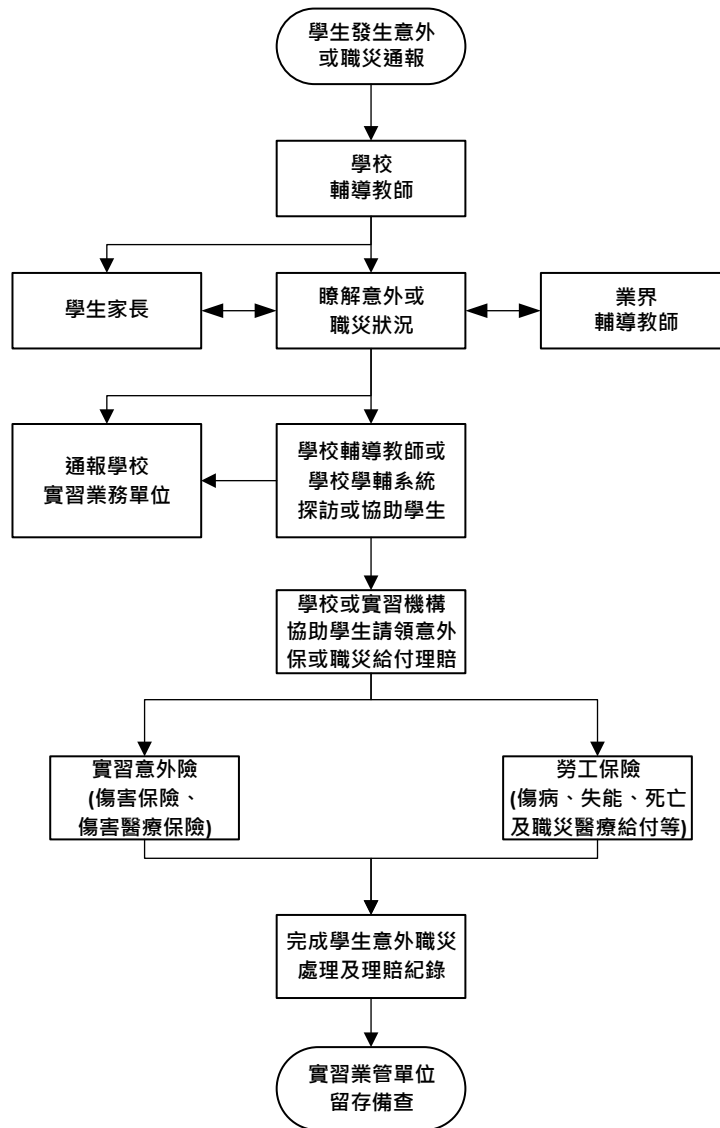 學生發生意外
或職災通報
學校
輔導教師
學生家長
瞭解意外或
職災狀況
業界
輔導教師
通報學校
實習業務單位
學校輔導教師或
學校學輔系統
探訪或協助學生
學校或實習機構
協助學生請領意外
保或職災給付理賠
實習意外險
(傷害保險、
傷害醫療保險)
勞工保險
(傷病、失能、死亡
及職災醫療給付等)
完成學生意外職災
處理及理賠紀錄
實習業管單位
留存備查